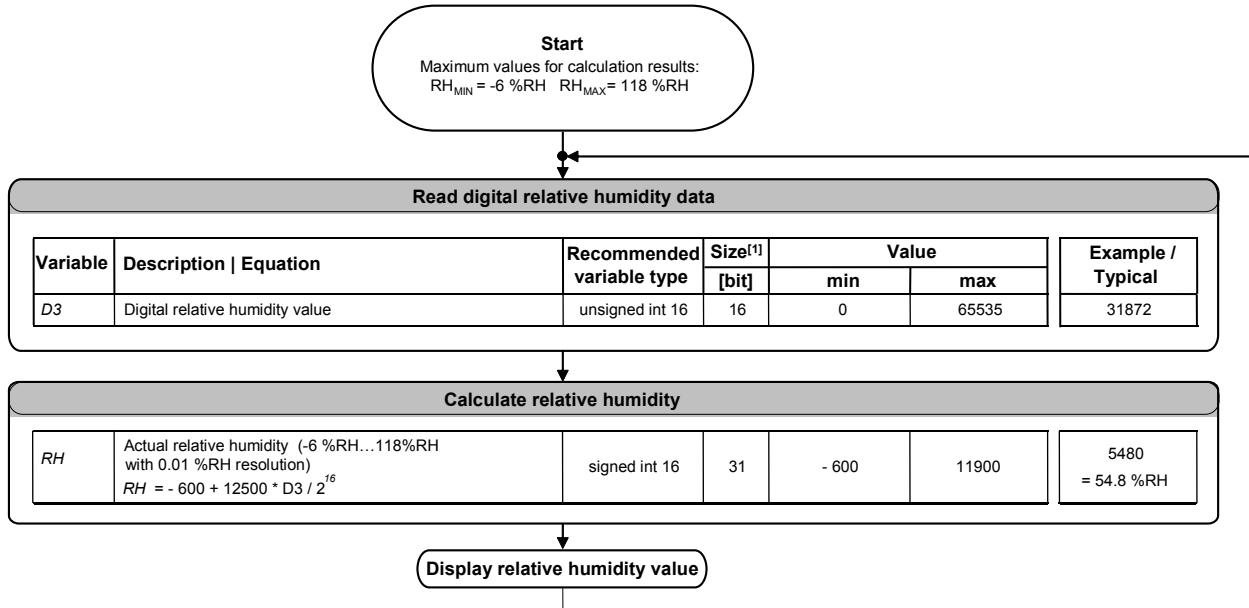 Start
Maximum values for calculation results:
RH_MIN = -6 %RH RH_MAX= 118 %RH
Read digital relative humidity data
Variable Description | Equation Recommended variable type Size[1] [bit] Value min max Example / Typical
D3 Digital relative humidity value unsigned int 16 16 0 65535 31872
Calculate relative humidity
RH Actual relative humidity (-6 %RH…118%RH
with 0.01 %RH resolution) signed int 16 31 - 600 11900 5480
RH = - 600 + 12500 * D3 / 2^16 = 54.8 %RH
Display relative humidity value